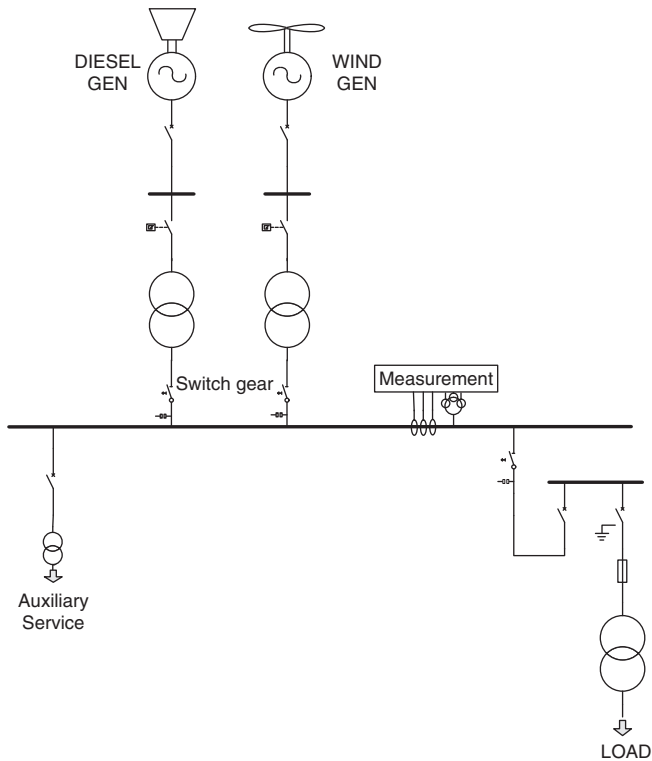 DIESEL
GEN
WIND
GEN
Switch gear
Measurement
Auxiliary
Service
LOAD